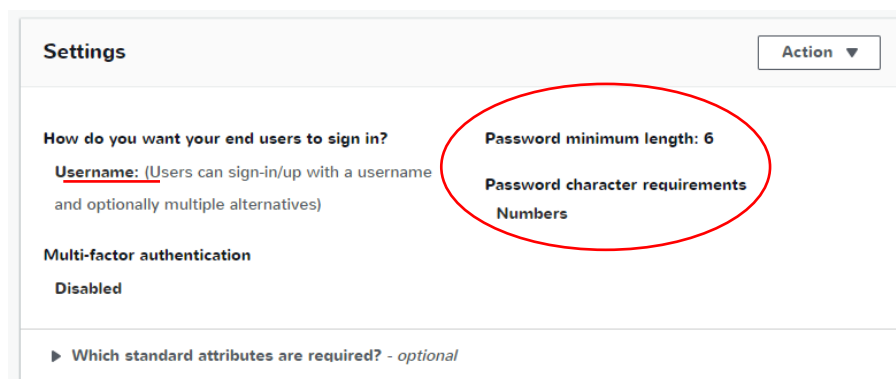 Settings
Action ▼
How do you want your end users to sign in?
Username: (Users can sign-in/up with a username
and optionally multiple alternatives)
Multi-factor authentication
Disabled
Password minimum length: 6
Password character requirements
Numbers
▶ Which standard attributes are required? - optional